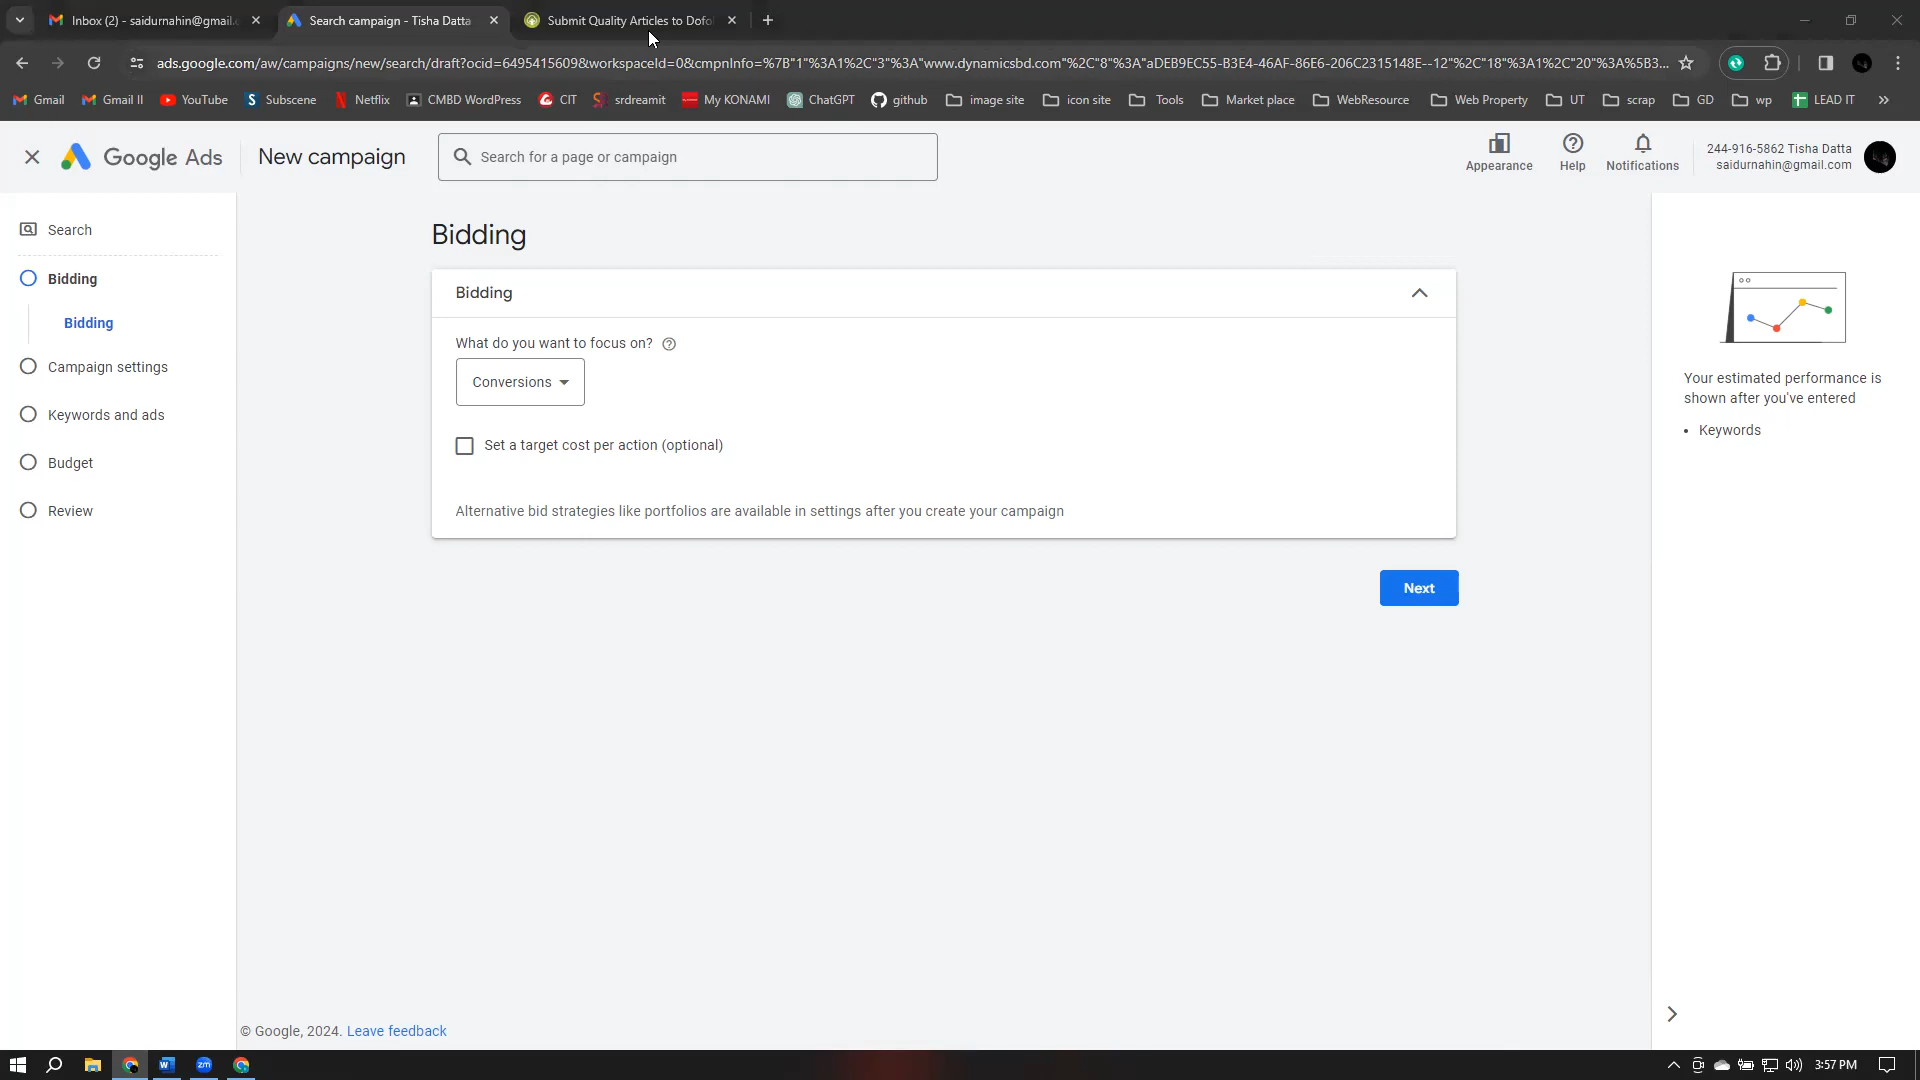 Inbox (2) - saidurnahin@gmail.
Search campaign - Tisha Datta
Submit Quality Articles to Dofo
ads.google.com/aw/campaigns/new/search/draft?ocid=6495415609&workspaceId=0&cmpnInfo=%7B"1"%3A1%2C"3"%3A"www.dynamicsbd.com"%2C"8"%3A"aDEB9EC55-B3E4-46AF-86E6-206C2315148E--12"%2C"18"%3A1%2C"20"%3A%5B3...
Gmail
Gmail II
YouTube
Subscene
Netflix
CMBD WordPress
CIT
srdreamit
My KONAMI
ChatGPT
github
image site
icon site
Tools
Market place
WebResource
Web Property
UT
scrap
GD
wp
LEAD IT
Google Ads
New campaign
Search for a page or campaign
Appearance
Help
Notifications
244-916-5862 Tisha Datta
saidurnahin@gmail.com
Search
Bidding
Bidding
Campaign settings
Keywords and ads
Budget
Review
Bidding
Bidding
What do you want to focus on?
Conversions
Set a target cost per action (optional)
Alternative bid strategies like portfolios are available in settings after you create your campaign
Next
Your estimated performance is
shown after you've entered
• Keywords
© Google, 2024. Leave feedback
3:57 PM